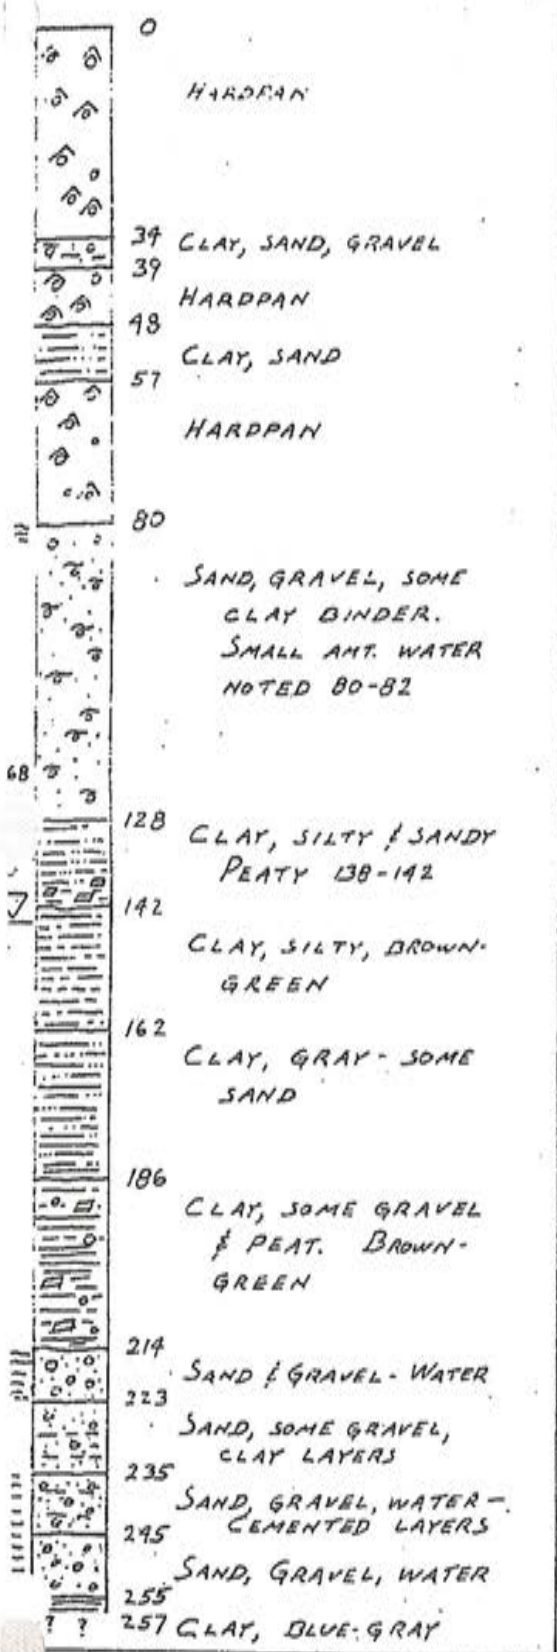 0
HARDPAN
34 CLAY, SAND, GRAVEL
39
HARDPAN
48
CLAY, SAND
57
HARDPAN
80
SAND, GRAVEL, SOME
CLAY BINDER.
SMALL AMT. WATER
NOTED 80-82
68
128
CLAY, SILTY & SANDY
PEATY 138-142
142
CLAY, SILTY, BROWN-
GREEN
162
CLAY, GRAY - SOME
SAND
186
CLAY, SOME GRAVEL
& PEAT. BROWN-
GREEN
214
SAND & GRAVEL - WATER
223
SAND, SOME GRAVEL,
CLAY LAYERS
235
SAND, GRAVEL, WATER -
CEMENTED LAYERS
245
SAND, GRAVEL, WATER
255
? ? 257 CLAY, BLUE-GRAY